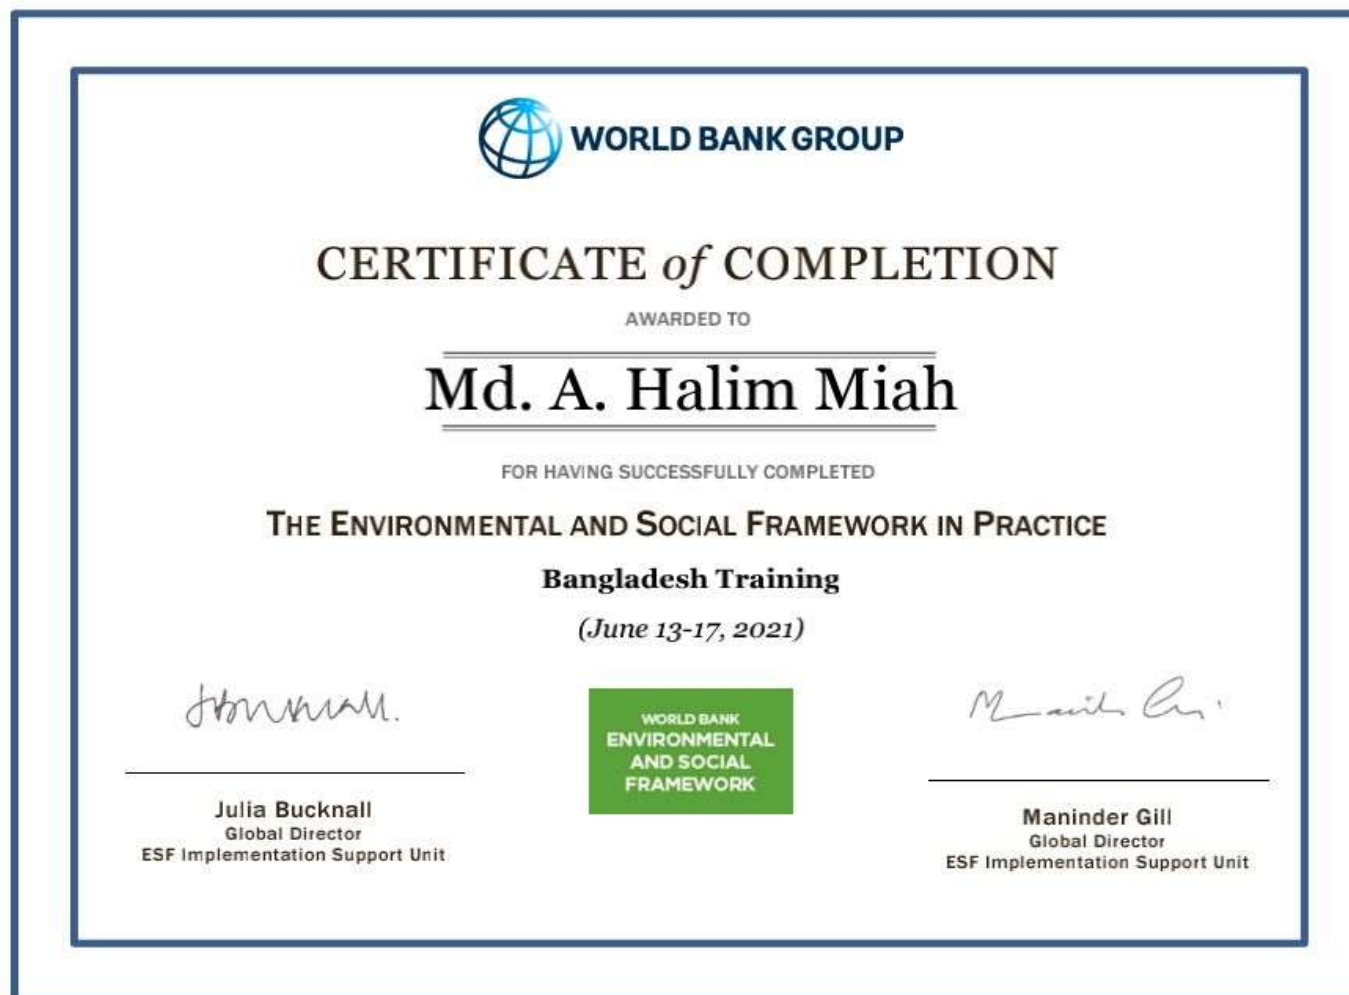 WORLD BANK GROUP
CERTIFICATE of COMPLETION
AWARDED TO
Md. A. Halim Miah
FOR HAVING SUCCESSFULLY COMPLETED
THE ENVIRONMENTAL AND SOCIAL FRAMEWORK IN PRACTICE
Bangladesh Training
(June 13-17, 2021)
WORLD BANK
ENVIRONMENTAL
AND SOCIAL
FRAMEWORK
Julia Bucknall
Global Director
ESF Implementation Support Unit
Maninder Gill
Global Director
ESF Implementation Support Unit